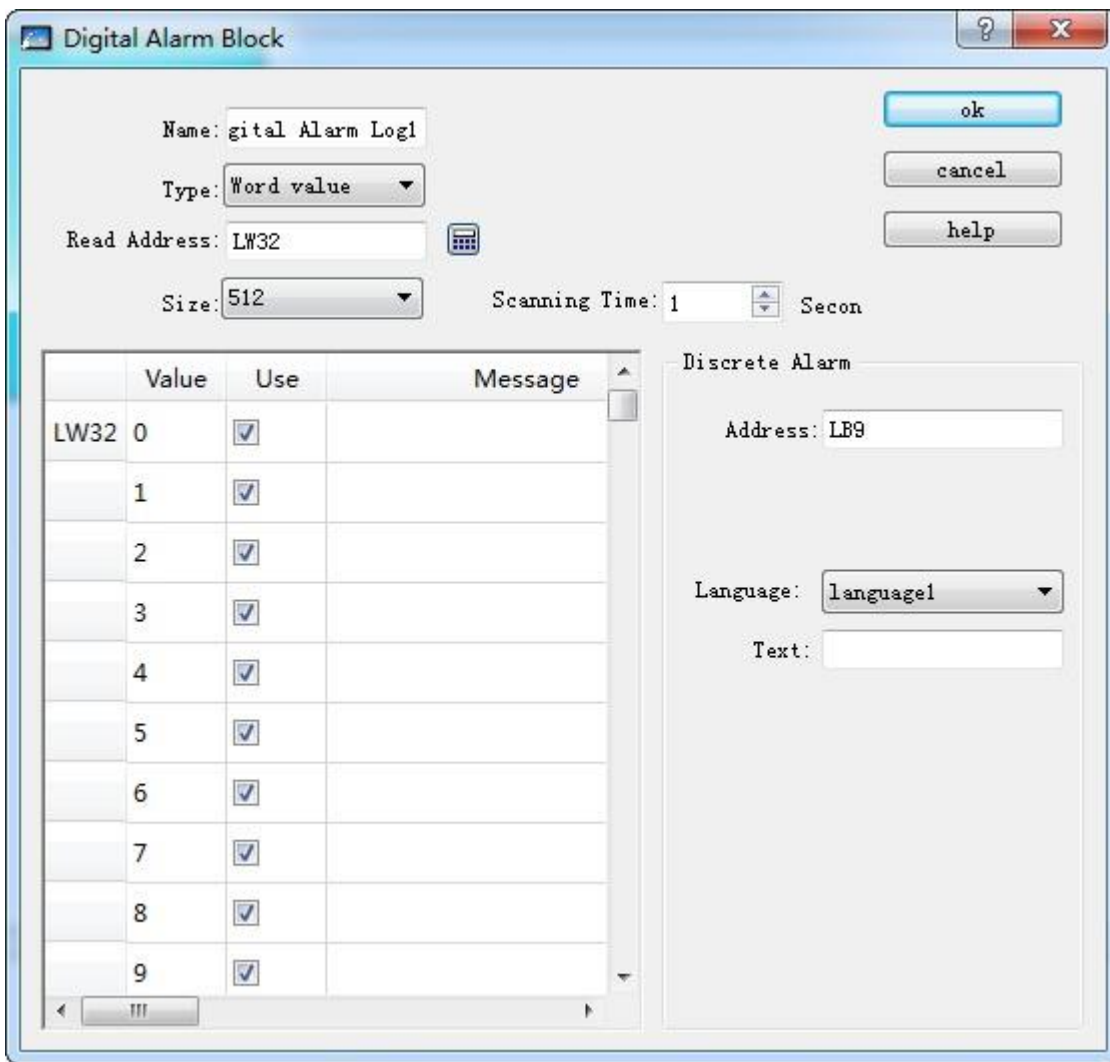 Digital Alarm Block
Name: gital Alarm Log1
ok
Type: Word value
cancel
Read Address: LW32
help
Size: 512
Scanning Time: 1 Secon
Value Use Message
Discrete Alarm
LW32 0
Address: LB9
1
2
3
Language: language1
4
Text:
5
6
7
8
9